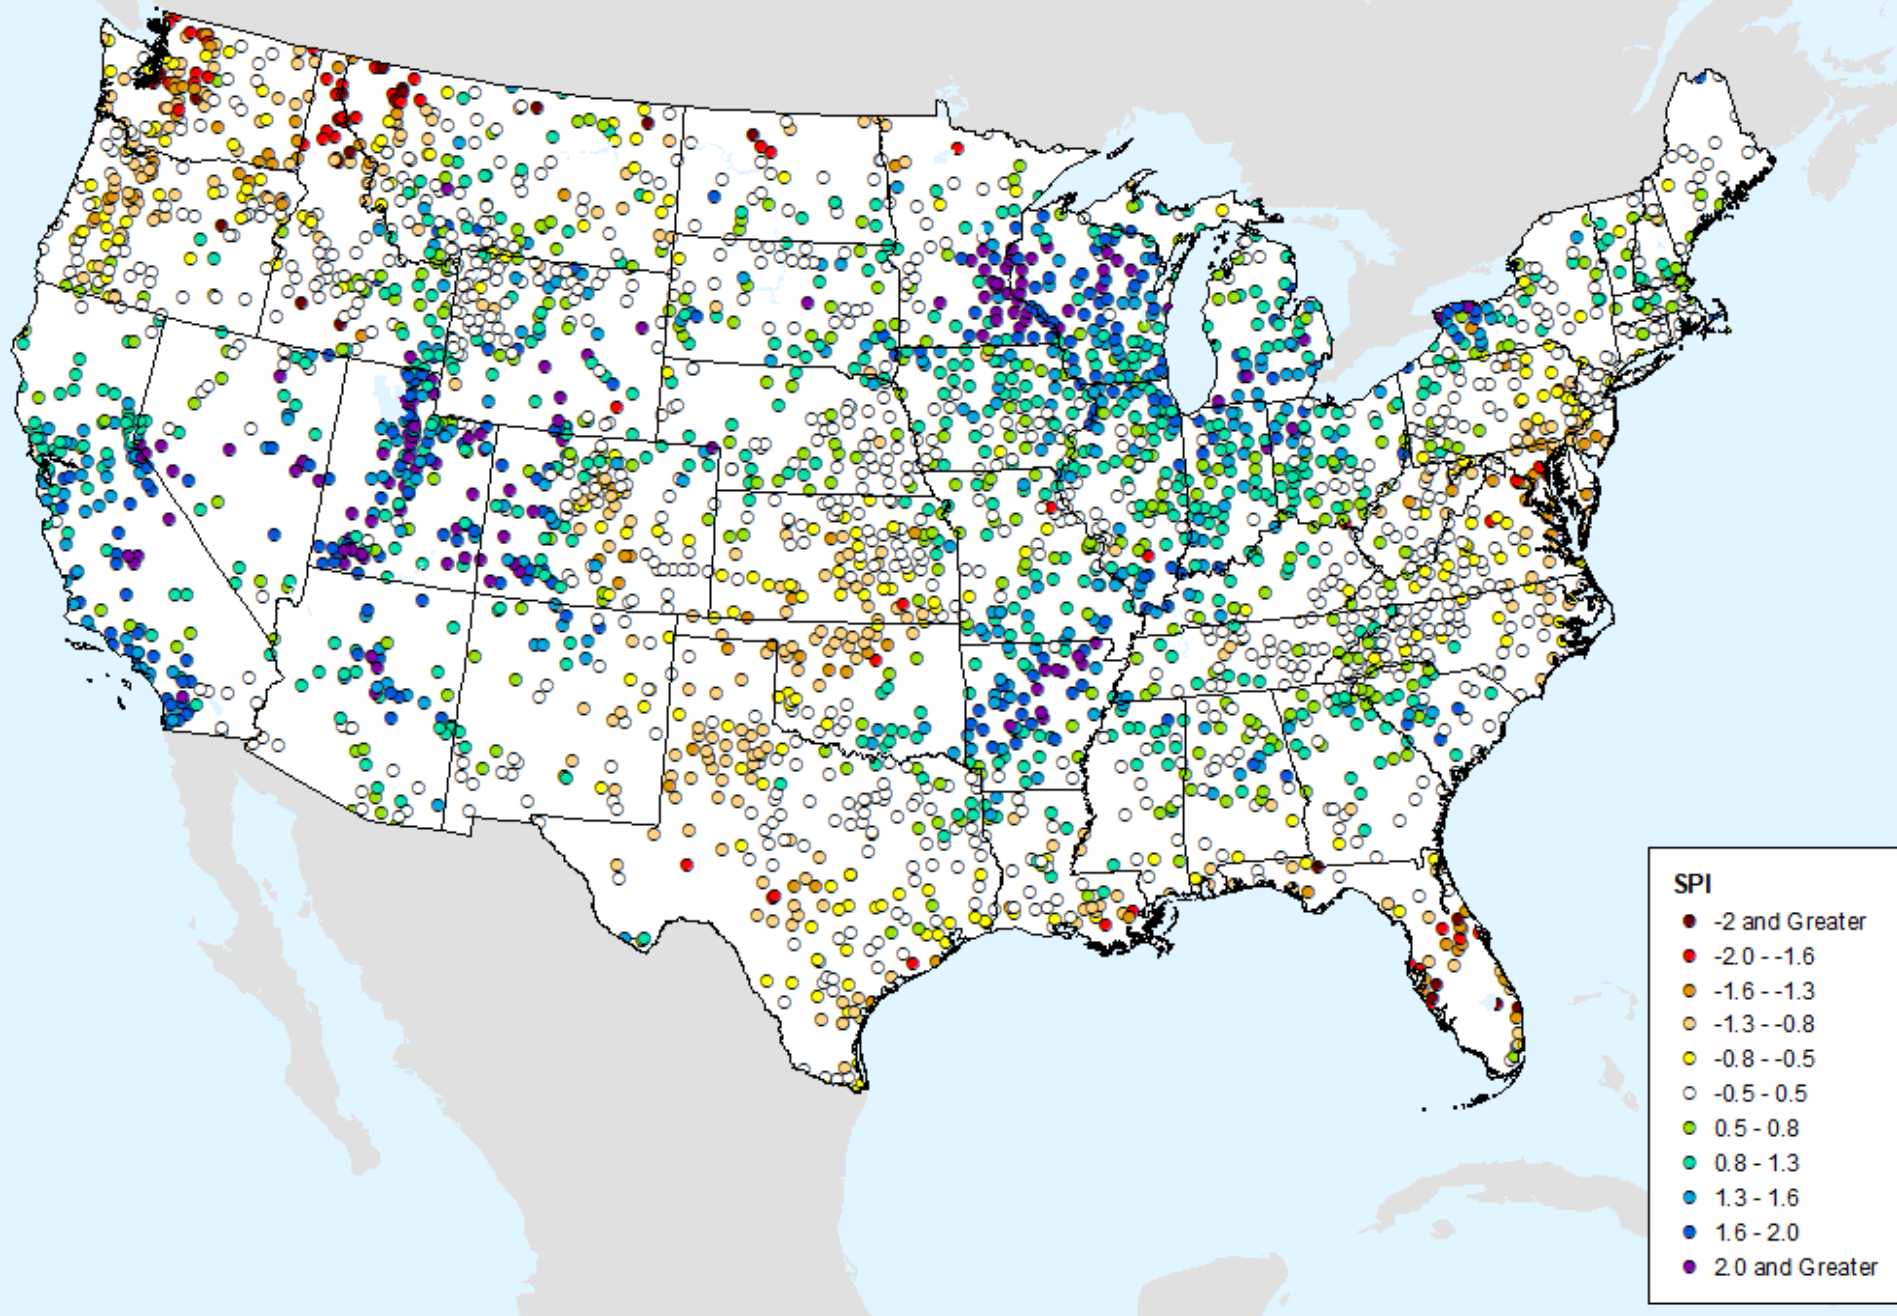 SPI
-2 and Greater
-2.0 - -1.6
-1.6 - -1.3
-1.3 - -0.8
-0.8 - -0.5
-0.5 - 0.5
0.5 - 0.8
0.8 - 1.3
1.3 - 1.6
1.6 - 2.0
2.0 and Greater